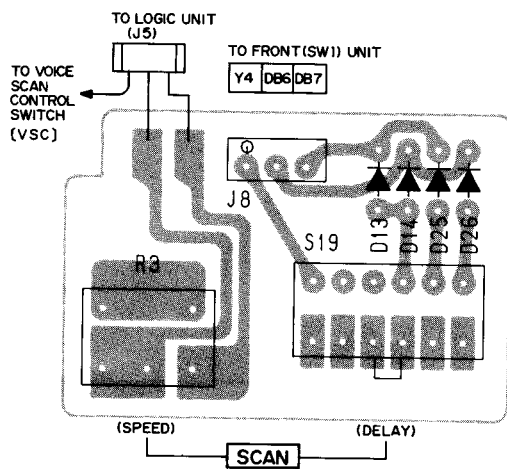 TO LOGIC UNIT
(J5)
TO FRONT(SW1) UNIT
Y4 DB6 DB7
TO VOICE
SCAN
CONTROL
SWITCH
[VSC]
J8
S19
D13
D14
D25
D26
R3
(SPEED)
(DELAY)
SCAN